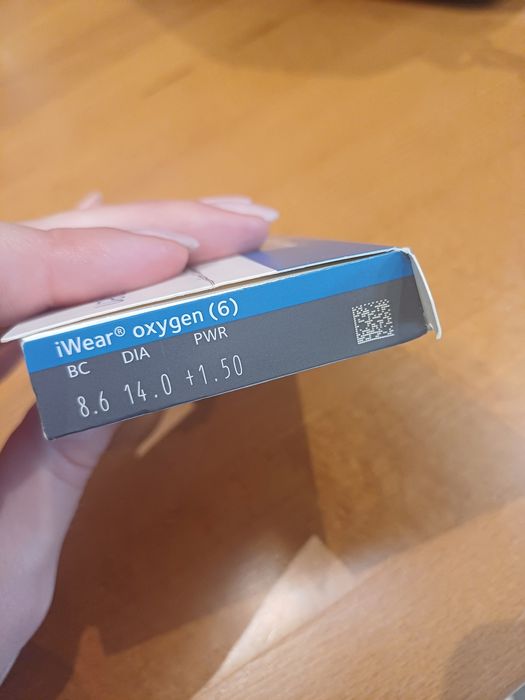 iWear® oxygen (6)
BC DIA PWR
8.6 14.0 +1.50